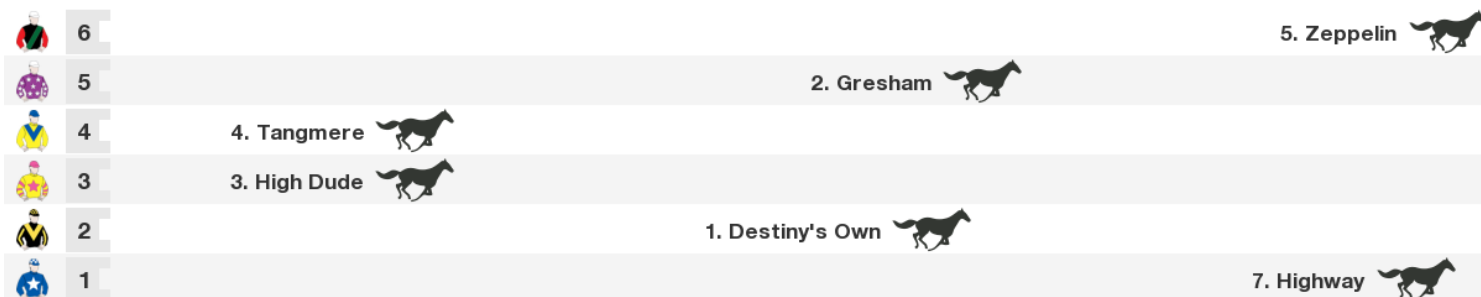 6 5. Zeppelin
5 2. Gresham
4 4. Tangmere
3 3. High Dude
2 1. Destiny's Own
1 7. Highway